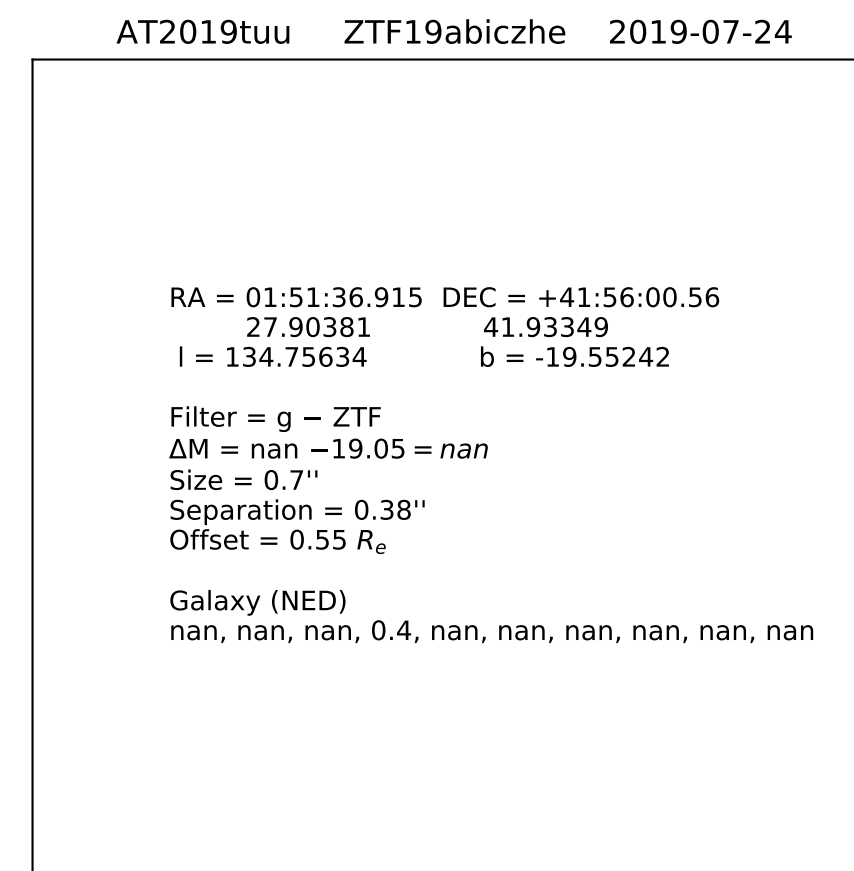 AT2019tuu ZTF19abiczhe 2019-07-24
RA = 01:51:36.915 DEC = +41:56:00.56
27.90381 41.93349
l = 134.75634 b = -19.55242
Filter = g − ZTF
ΔM = nan −19.05 = nan
Size = 0.7''
Separation = 0.38''
Offset = 0.55 Re
Galaxy (NED)
nan, nan, nan, 0.4, nan, nan, nan, nan, nan, nan